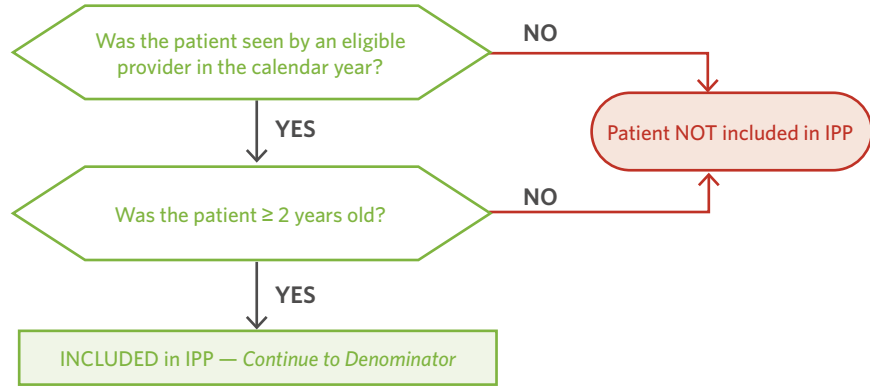 Was the patient seen by an eligible
provider in the calendar year?
NO
Patient NOT included in IPP
YES
Was the patient ≥ 2 years old?
NO
YES
INCLUDED in IPP — Continue to Denominator